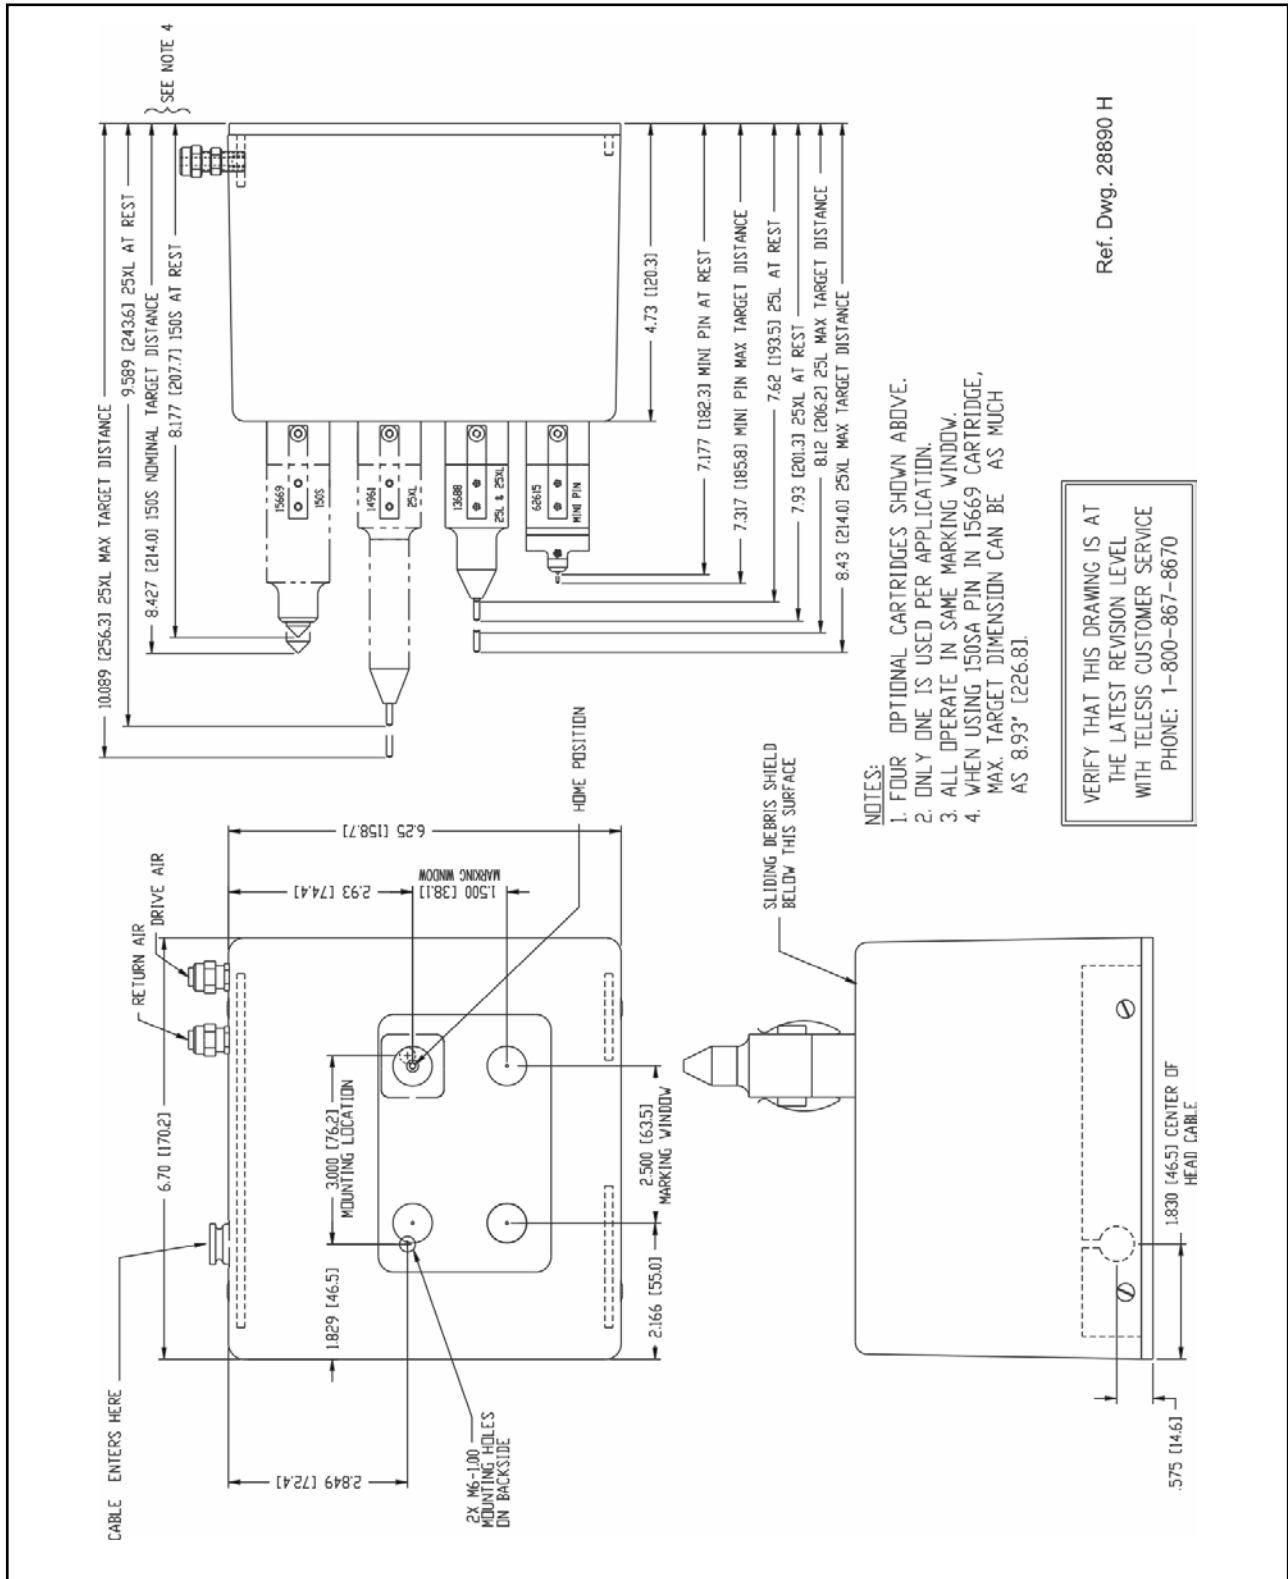 CABLE ENTERS HERE
RETURN AIR
DRIVE AIR
6.70 [170.2]
2.849 [72.4]
1.829 [46.5]
3.000 [76.2]
MOUNTING LOCATION
2.93 [74.4]
1.500 [38.1]
MARKING WINDOW
6.25 [158.7]
HOME POSITION
2X M6-1.00
MOUNTING HOLES
ON BACKSIDE
2.166 [55.0]
2.500 [63.5]
MARKING WINDOW
10.089 [256.3] 25XL MAX TARGET DISTANCE
9.589 [243.6] 25XL AT REST
8.427 [214.0] 150S NOMINAL TARGET DISTANCE
8.177 [207.7] 150S AT REST
SEE NOTE 4
15669
150S
14961
25XL
13688
25L & 25XL
62615
MINI PIN
4.73 [120.3]
7.177 [182.3] MINI PIN AT REST
7.317 [185.8] MINI PIN MAX TARGET DISTANCE
7.62 [193.5] 25L AT REST
7.93 [201.3] 25XL AT REST
8.12 [206.2] 25L MAX TARGET DISTANCE
8.43 [214.0] 25XL MAX TARGET DISTANCE
SLIDING DEBRIS SHIELD
BELOW THIS SURFACE
.575 [14.6]
1.830 [46.5] CENTER OF
HEAD CABLE
NOTES:
1. FOUR OPTIONAL CARTRIDGES SHOWN ABOVE.
2. ONLY ONE IS USED PER APPLICATION.
3. ALL OPERATE IN SAME MARKING WINDOW.
4. WHEN USING 150SA PIN IN 15669 CARTRIDGE,
MAX. TARGET DIMENSION CAN BE AS MUCH
AS 8.93" [226.8].
VERIFY THAT THIS DRAWING IS AT
THE LATEST REVISION LEVEL
WITH TELESIS CUSTOMER SERVICE
PHONE: 1-800-867-8670
Ref. Dwg. 28890 H